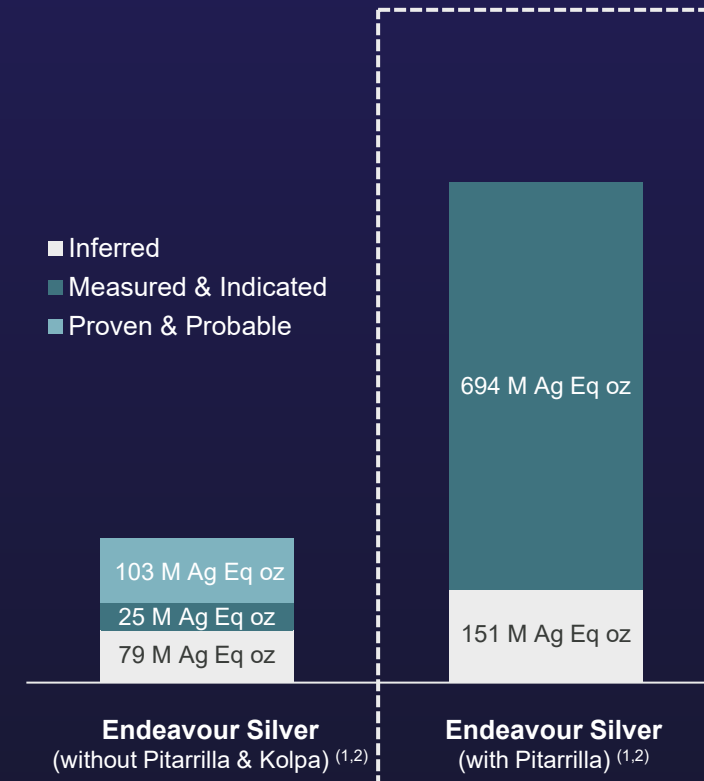 Inferred
Measured & Indicated
Proven & Probable
694 M Ag Eq oz
103 M Ag Eq oz
25 M Ag Eq oz
79 M Ag Eq oz
151 M Ag Eq oz
Endeavour Silver
(without Pitarrilla & Kolpa) (1,2)
Endeavour Silver
(with Pitarrilla) (1,2)